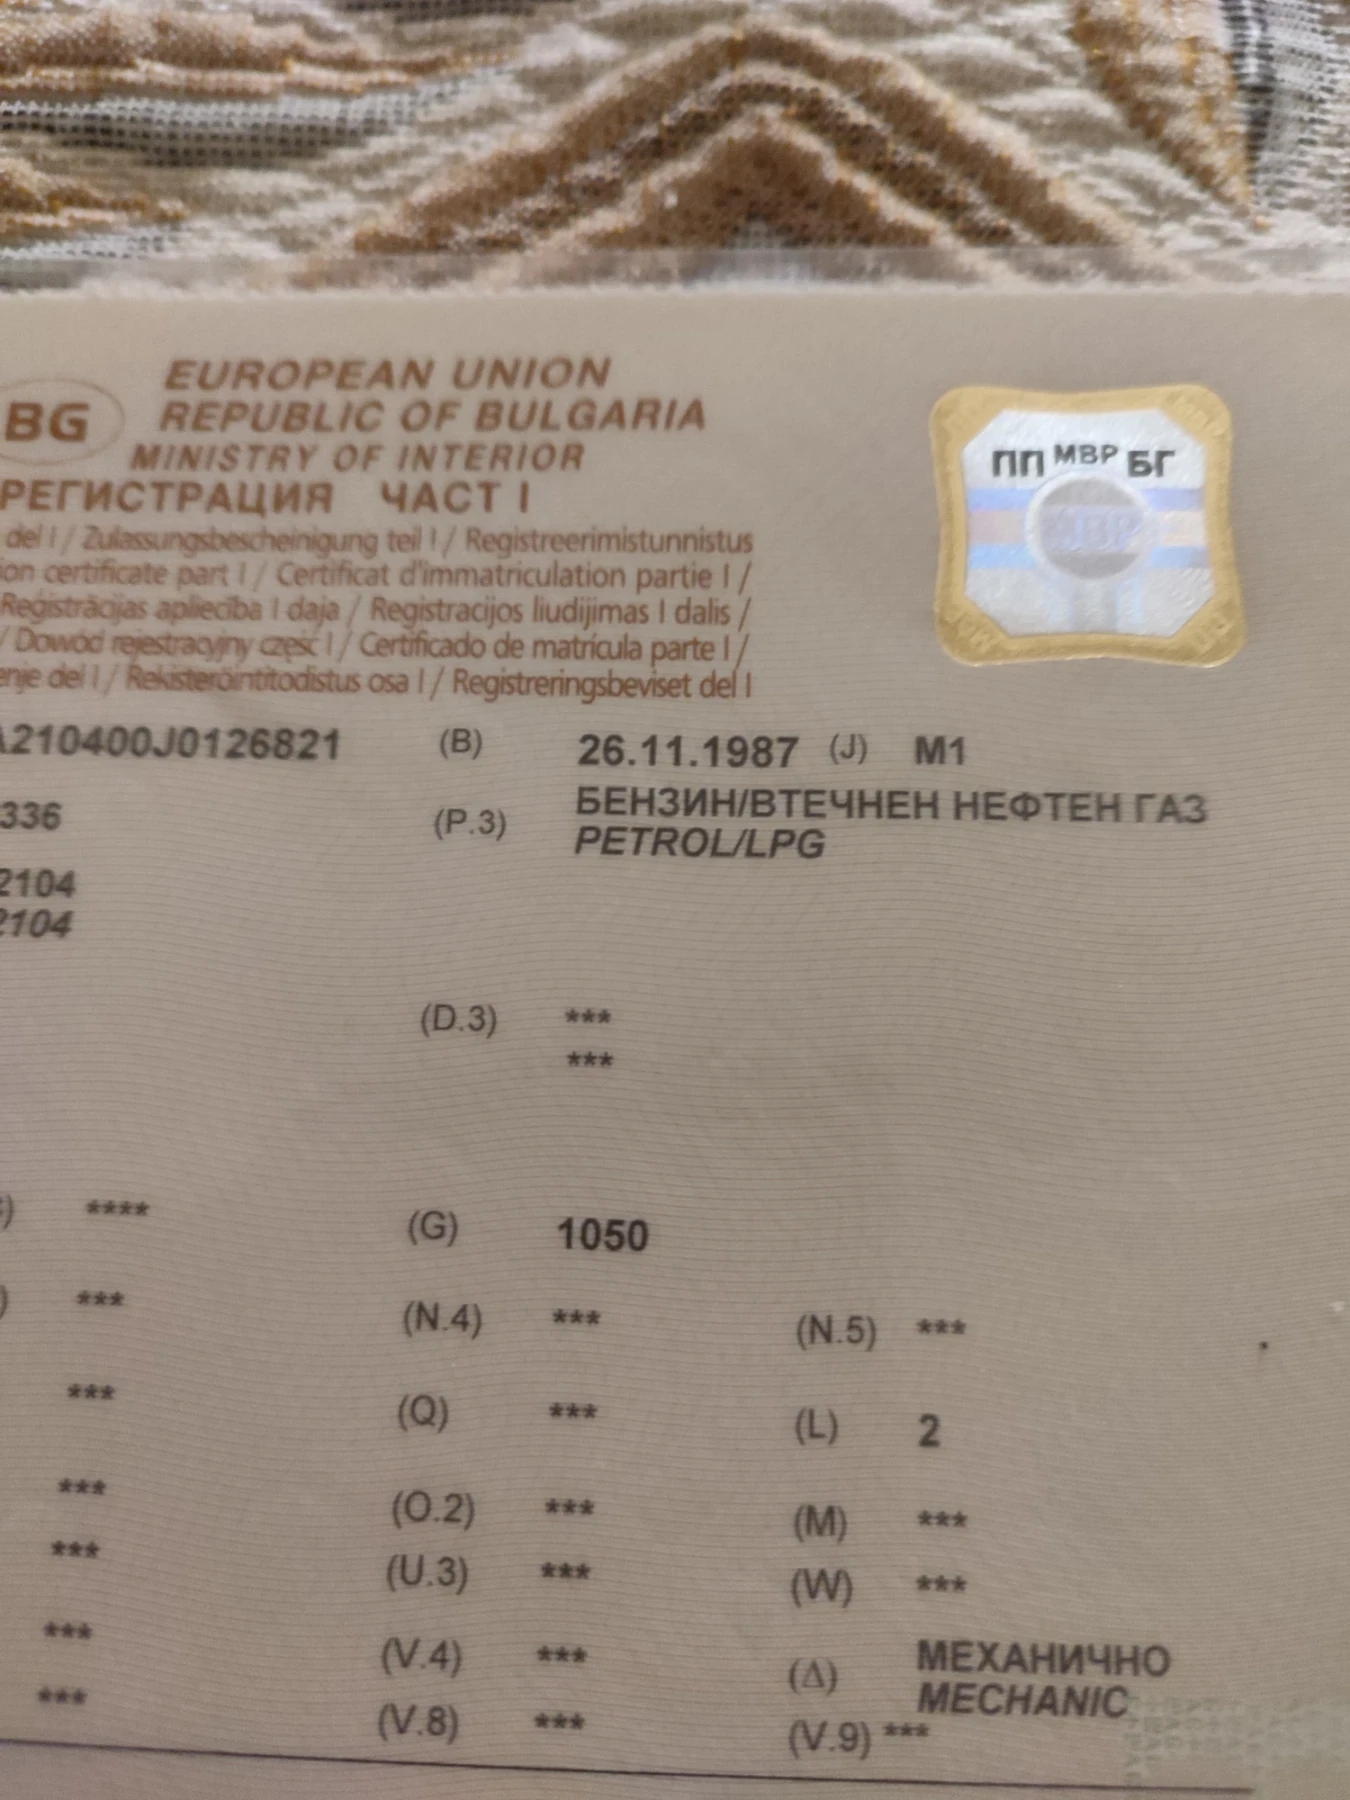 BG
EUROPEAN UNION
REPUBLIC OF BULGARIA
MINISTRY OF INTERIOR
РЕГИСТРАЦИЯ ЧАСТ I
del I / Zulassungsbescheinigung teil I / Registreerimistunnistus
ion certificate part I / Certificat d'immatriculation partie I /
Reģistrācijas apliecība I daja / Registracijos liudijimas I dalis /
/ Dowód rejestracyjny część I / Certificado de matrícula parte I /
enje del I / Rekisteröintitodistus osa I / Registreringsbeviset del I
ПП МВР БГ
A210400J0126821 (B) 26.11.1987 (J) M1
336 (P.3) БЕНЗИН/ВТЕЧНЕН НЕФТЕН ГАЗ
PETROL/LPG
2104
2104
(D.3) ***
***
**** (G) 1050
*** (N.4) *** (N.5) ***
*** (Q) *** (L) 2
*** (O.2) *** (M) ***
*** (U.3) *** (W) ***
*** (V.4) *** (Δ) МЕХАНИЧНО
MECHANIC
*** (V.8) *** (V.9) ***